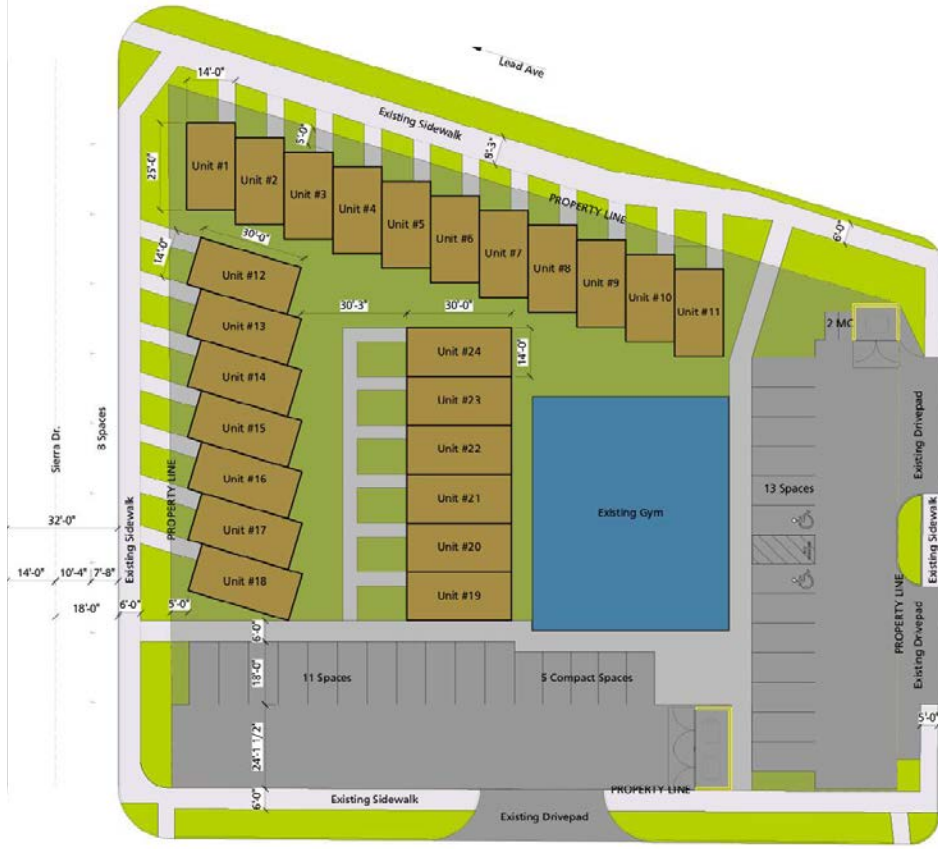 Lead Ave
14'-0"
Existing Sidewalk
5'-0"
8'-3"
25'-0"
Unit #1
Unit #2
Unit #3
Unit #4
Unit #5
Unit #6
Unit #7
Unit #8
Unit #9
Unit #10
Unit #11
PROPERTY LINE
6'-0"
14'-0"
30'-0"
Unit #12
Unit #13
Unit #14
Unit #15
Unit #16
Unit #17
Unit #18
30'-3"
30'-0"
14'-0"
Unit #24
Unit #23
Unit #22
Unit #21
Unit #20
Unit #19
Existing Gym
2 MC
13 Spaces
Existing Drivepad
Existing Sidewalk
Existing Drivepad
PROPERTY LINE
5'-0"
Sierra Dr.
8 Spaces
PROPERTY LINE
Existing Sidewalk
32'-0"
14'-0"
10'-4"
7'-8"
18'-0"
6'-0"
5'-0"
6'-0"
18'-0"
11 Spaces
5 Compact Spaces
24'-1 1/2"
6'-0"
Existing Sidewalk
PROPERTY LINE
Existing Drivepad